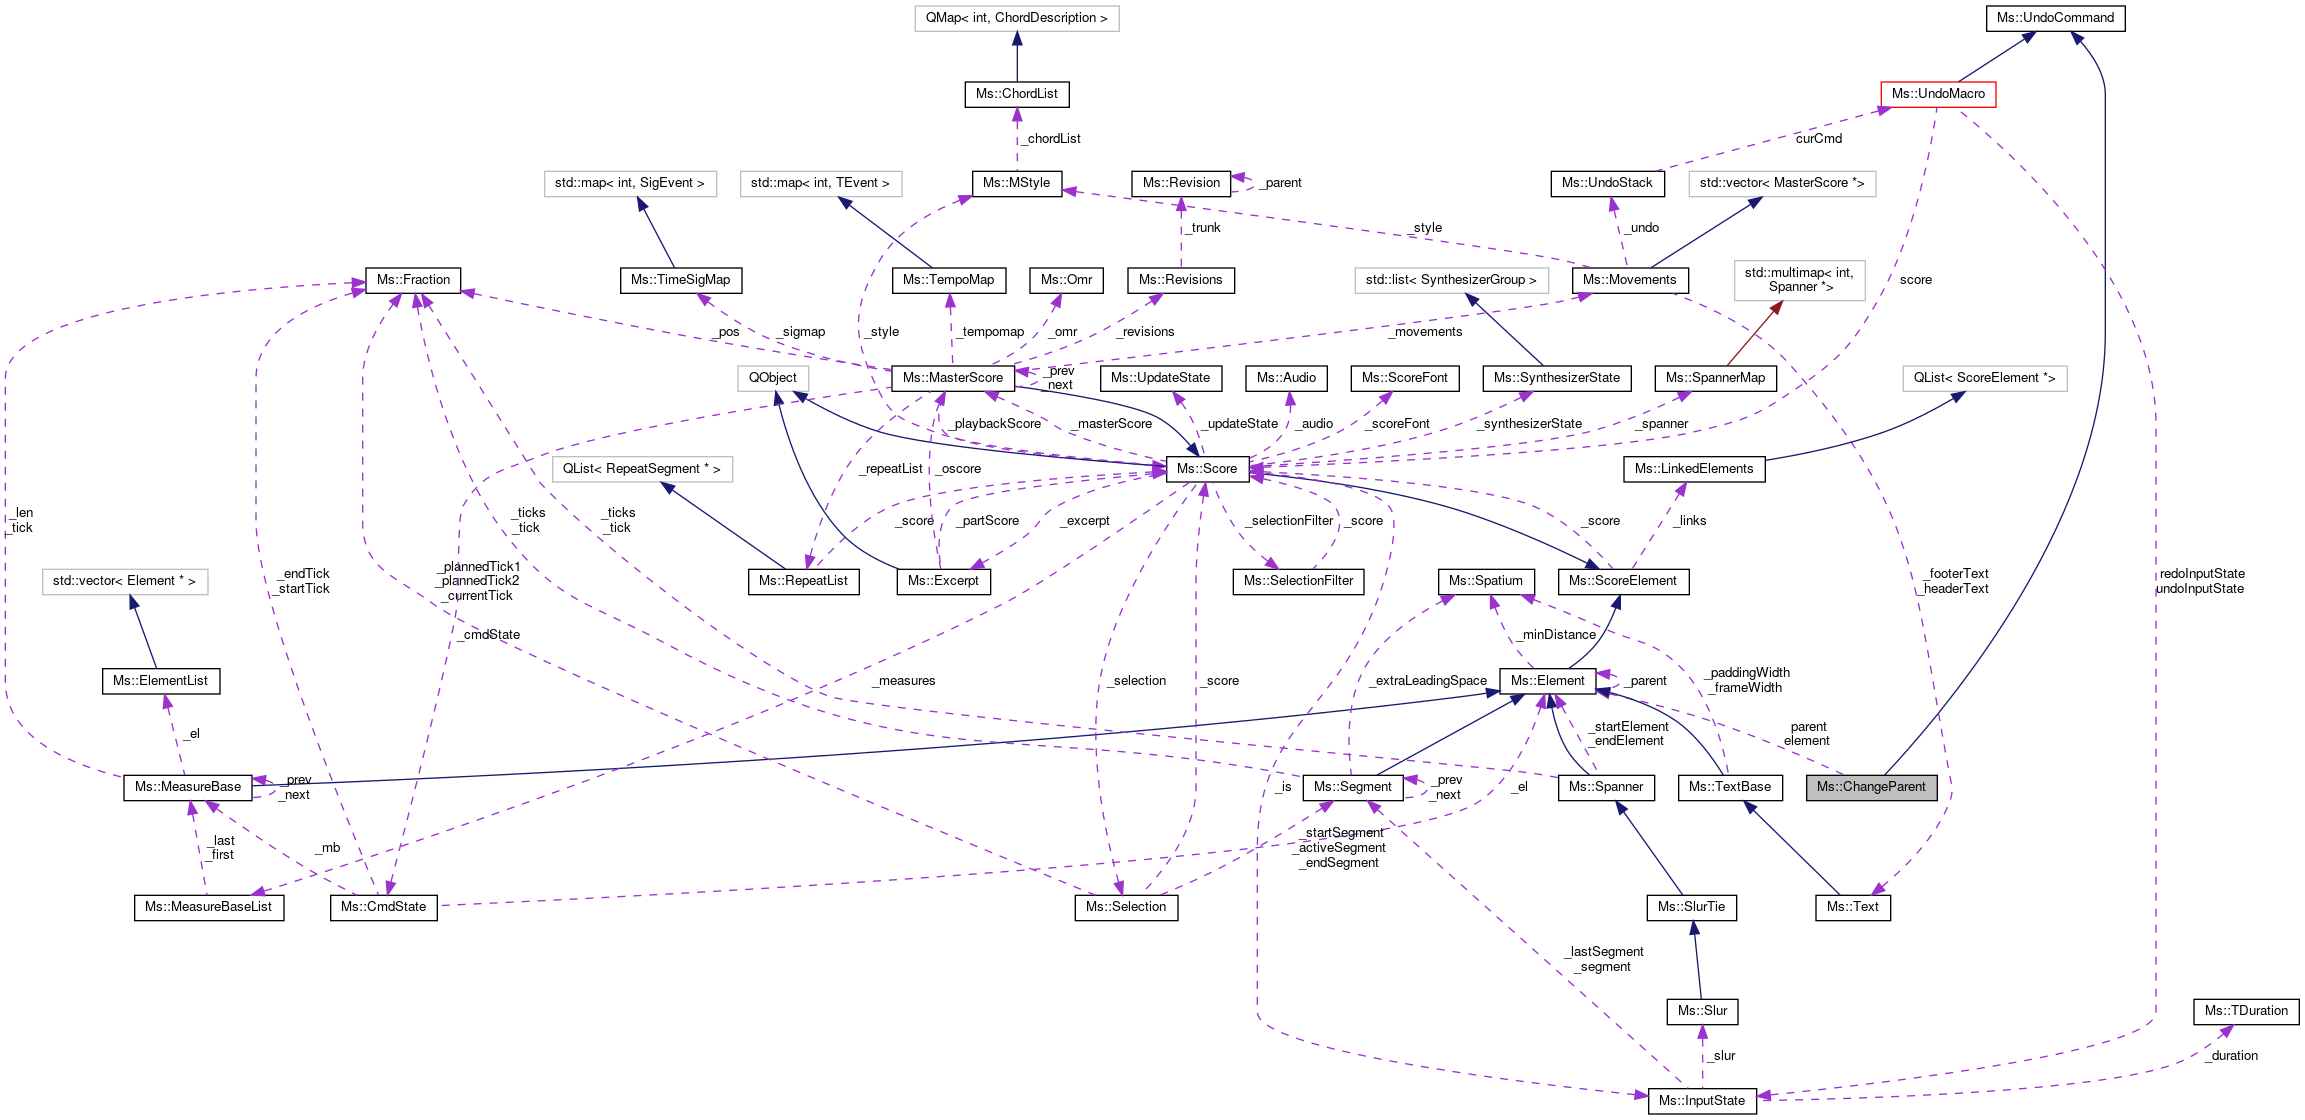 QMap< int, ChordDescription >
Ms::UndoCommand
Ms::ChordList
Ms::UndoMacro
_chordList
curCmd
std::map< int, SigEvent >
std::map< int, TEvent >
Ms::MStyle
Ms::Revision
_parent
Ms::UndoStack
std::vector< MasterScore *>
_trunk
_style
_undo
Ms::Fraction
Ms::TimeSigMap
Ms::TempoMap
Ms::Omr
Ms::Revisions
std::list< SynthesizerGroup >
Ms::Movements
std::multimap< int,
Spanner *>
score
_pos
_sigmap
_style
_tempomap
_omr
_revisions
_movements
QObject
Ms::MasterScore
_prev
_next
Ms::UpdateState
Ms::Audio
Ms::ScoreFont
Ms::SynthesizerState
Ms::SpannerMap
QList< ScoreElement *>
_playbackScore
_masterScore
_updateState
_audio
_scoreFont
_synthesizerState
_spanner
QList< RepeatSegment * >
_repeatList
_oscore
Ms::Score
Ms::LinkedElements
_len
_tick
_ticks
_tick
_ticks
_tick
_score
_partScore
_excerpt
_selectionFilter
_score
_score
_links
std::vector< Element * >
_endTick
_startTick
_plannedTick1
_plannedTick2
_currentTick
Ms::RepeatList
Ms::Excerpt
Ms::SelectionFilter
Ms::Spatium
Ms::ScoreElement
_footerText
_headerText
redoInputState
undoInputState
_cmdState
_minDistance
Ms::ElementList
_measures
_selection
_score
_extraLeadingSpace
Ms::Element
_parent
_paddingWidth
_frameWidth
_el
_startElement
_endElement
parent
element
Ms::MeasureBase
_prev
_next
_is
Ms::Segment
_prev
_next
_el
Ms::Spanner
Ms::TextBase
Ms::ChangeParent
_last
_first
_mb
_startSegment
_activeSegment
_endSegment
Ms::MeasureBaseList
Ms::CmdState
Ms::Selection
Ms::SlurTie
Ms::Text
_lastSegment
_segment
Ms::Slur
Ms::TDuration
_slur
_duration
Ms::InputState